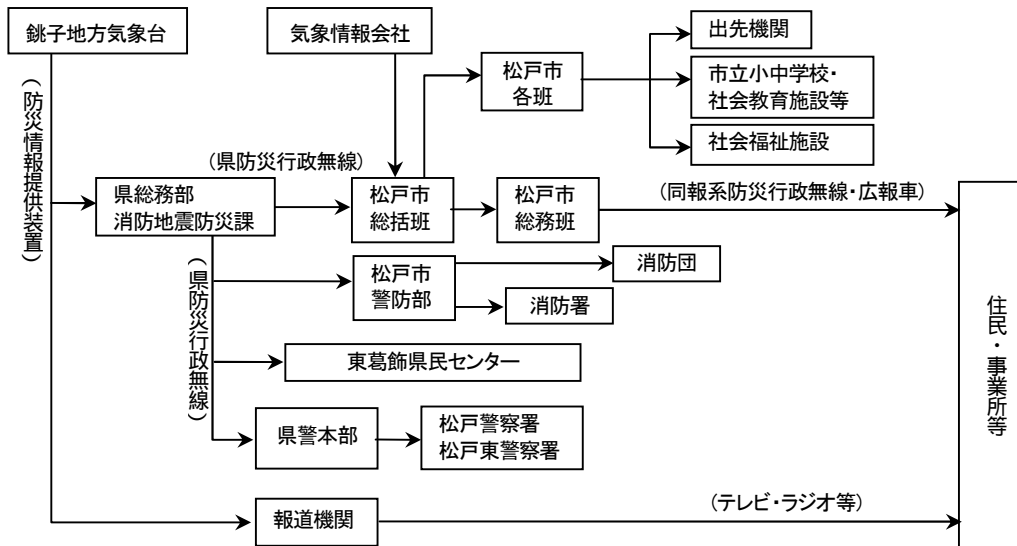 銚子地方気象台
気象情報会社
出先機関
松戸市
各班
市立小中学校・
社会教育施設等
社会福祉施設
(防災情報提供装置)
(県防災行政無線)
県総務部
消防地震防災課
松戸市
総括班
松戸市
総務班
(同報系防災行政無線・広報車)
(県防災行政無線)
松戸市
警防部
消防団
消防署
東葛飾県民センター
県警本部
松戸警察署
松戸東警察署
住民・事業所等
報道機関
(テレビ・ラジオ等)